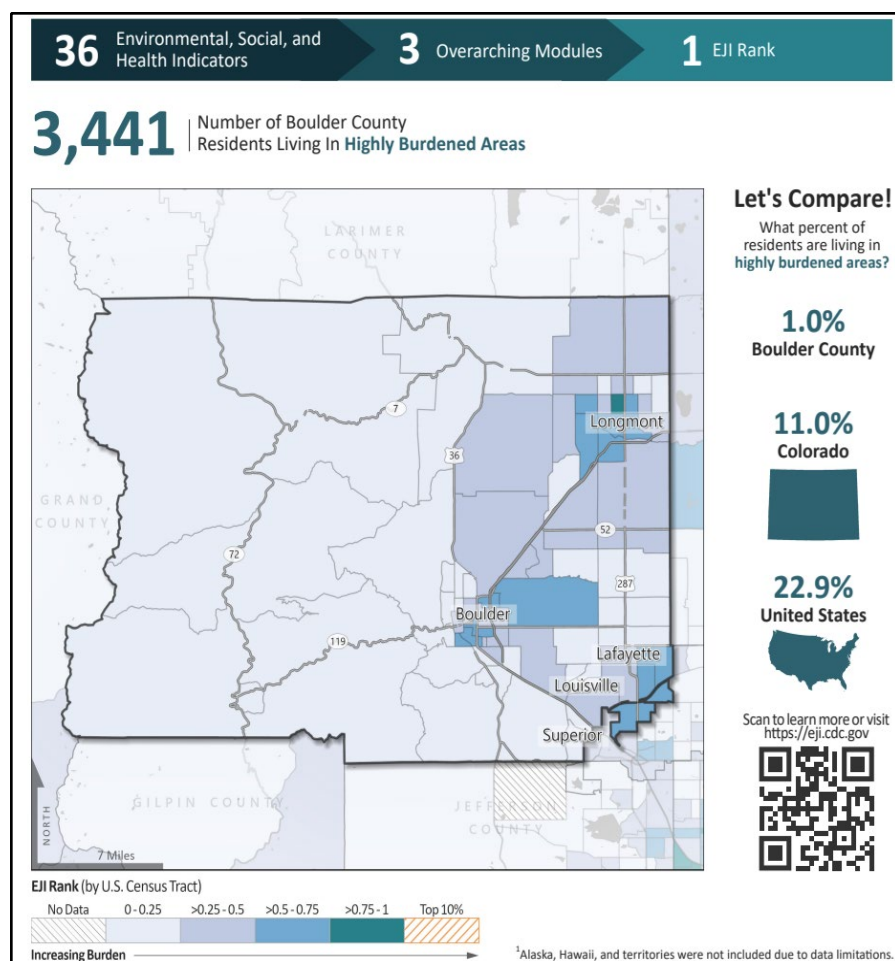 36 Environmental, Social, and
Health Indicators
3 Overarching Modules
1 EJI Rank
3,441 Number of Boulder County
Residents Living In Highly Burdened Areas
Let's Compare!
What percent of
residents are living in
highly burdened areas?
1.0%
Boulder County
11.0%
Colorado
22.9%
United States
Scan to learn more or visit
https://eji.cdc.gov
LARIMER
COUNTY
7
Longmont
36
GRAND
COUNTY
72
52
287
Boulder
119
Lafayette
Louisville
Superior
GILPIN COUNTY
JEFFERSON
COUNTY
NORTH
7 Miles
EJI Rank (by U.S. Census Tract)
No Data 0 - 0.25 >0.25 - 0.5 >0.5 - 0.75 >0.75 - 1 Top 10%
Increasing Burden
1Alaska, Hawaii, and territories were not included due to data limitations